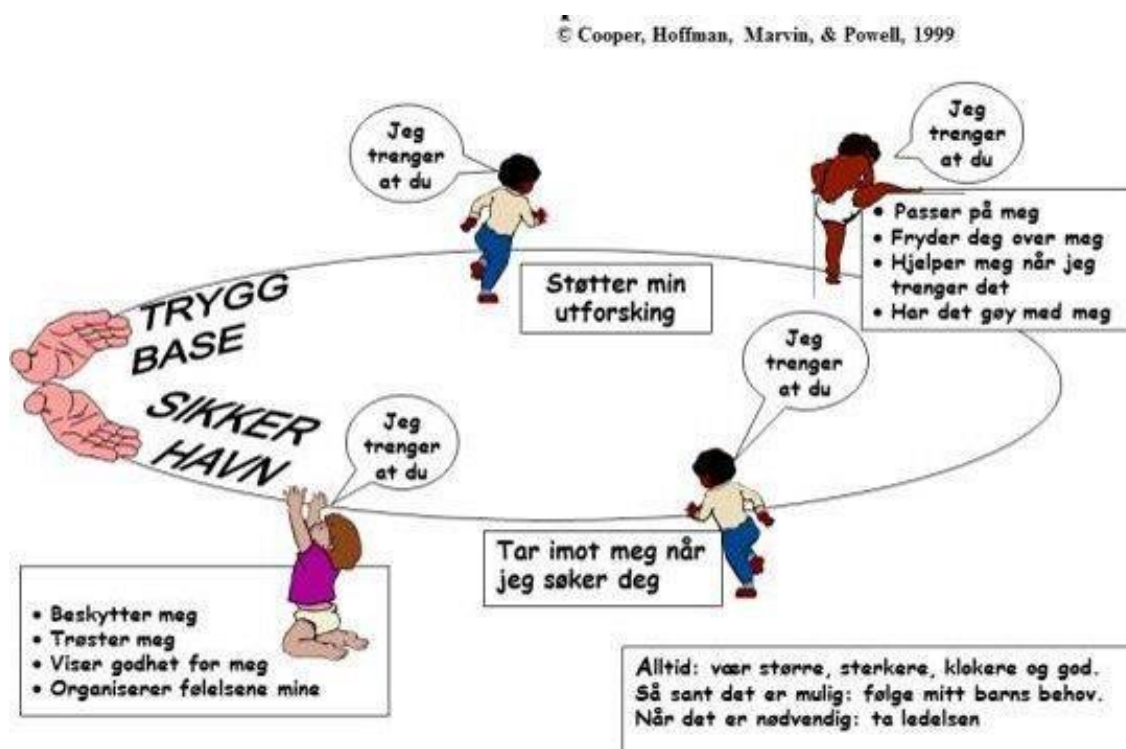 © Cooper, Hoffman, Marvin, & Powell, 1999
Jeg
trenger
at du
Jeg
trenger
at du
• Passer på meg
• Fryder deg over meg
• Hjelper meg når jeg
trenger det
• Har det gøy med meg
Støtter min
utforsking
TRYGG
BASE
SIKKER
HAVN
Jeg
trenger
at du
Jeg
trenger
at du
Tar imot meg når
jeg søker deg
• Beskytter meg
• Trøster meg
• Viser godhet for meg
• Organiserer følelsene mine
Alltid: vær større, sterkere, klokere og god.
Så sant det er mulig: følge mitt barns behov.
Når det er nødvendig: ta ledelsen